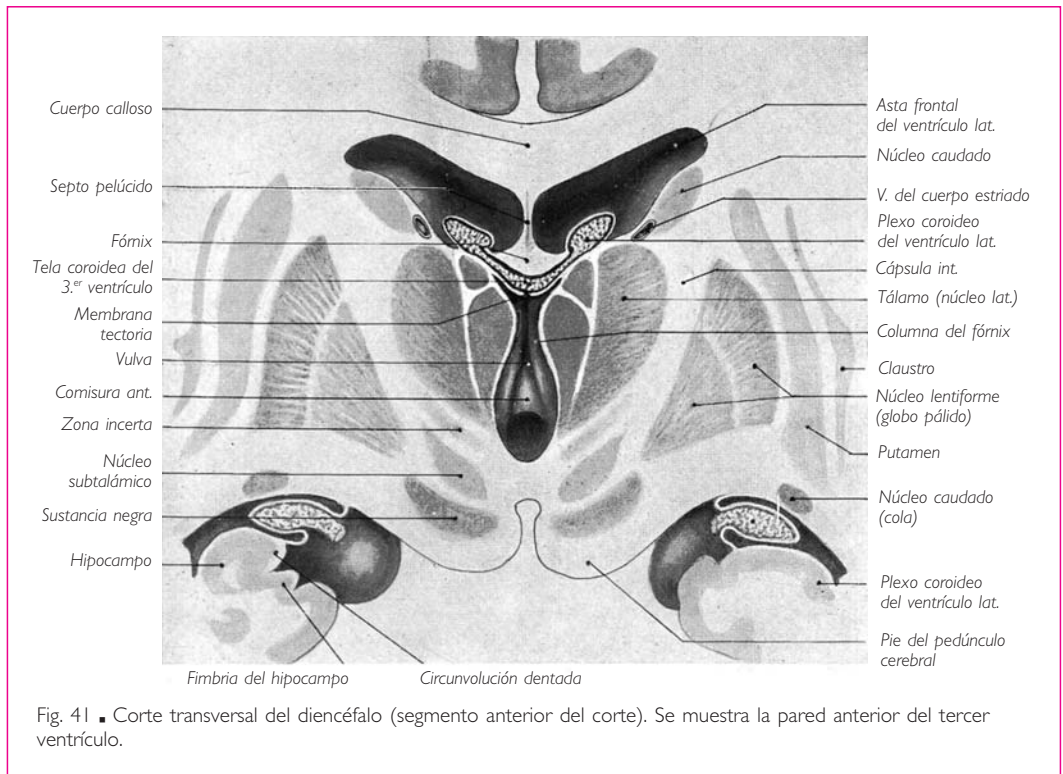 Cuerpo calloso
Septo pelúcido
Fórnix
Tela coroidea del
3.er ventrículo
Membrana
tectoria
Vulva
Comisura ant.
Zona incerta
Núcleo
subtalámico
Sustancia negra
Hipocampo
Fimbria del hipocampo
Circunvolución dentada
Asta frontal
del ventrículo lat.
Núcleo caudado
V. del cuerpo estriado
Plexo coroideo
del ventrículo lat.
Cápsula int.
Tálamo (núcleo lat.)
Columna del fórnix
Claustro
Núcleo lentiforme
(globo pálido)
Putamen
Núcleo caudado
(cola)
Plexo coroideo
del ventrículo lat.
Pie del pedúnculo
cerebral
Fig. 41 ▪ Corte transversal del diencéfalo (segmento anterior del corte). Se muestra la pared anterior del tercer
ventrículo.